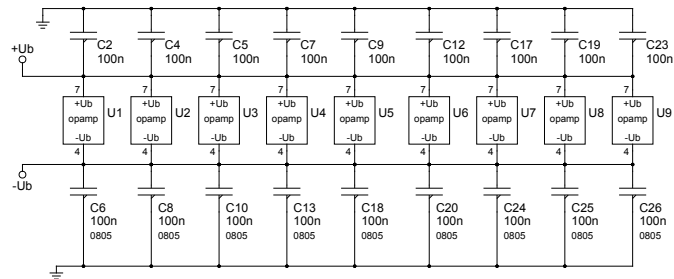 C2 C4 C5 C7 C9 C12 C17 C19 C23
+Ub 100n 100n 100n 100n 100n 100n 100n 100n 100n
7 7 7 7 7 7 7 7 7
+Ub U1 +Ub U2 +Ub U3 +Ub U4 +Ub U5 +Ub U6 +Ub U7 +Ub U8 +Ub U9
opamp opamp opamp opamp opamp opamp opamp opamp opamp
-Ub -Ub -Ub -Ub -Ub -Ub -Ub -Ub -Ub
4 4 4 4 4 4 4 4 4
-Ub
C6 C8 C10 C13 C18 C20 C24 C25 C26
100n 100n 100n 100n 100n 100n 100n 100n 100n
0805 0805 0805 0805 0805 0805 0805 0805 0805